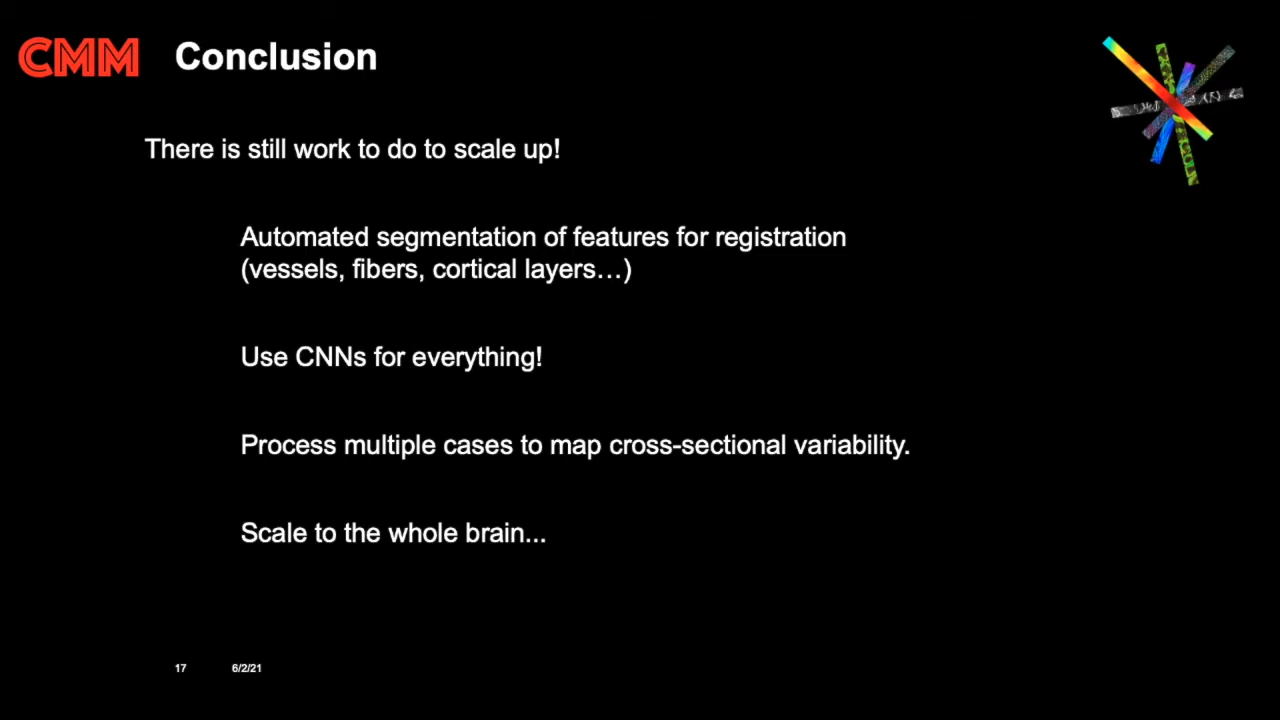 CMM
Conclusion
There is still work to do to scale up!
Automated segmentation of features for registration
(vessels, fibers, cortical layers…)
Use CNNs for everything!
Process multiple cases to map cross-sectional variability.
Scale to the whole brain...
17 6/2/21